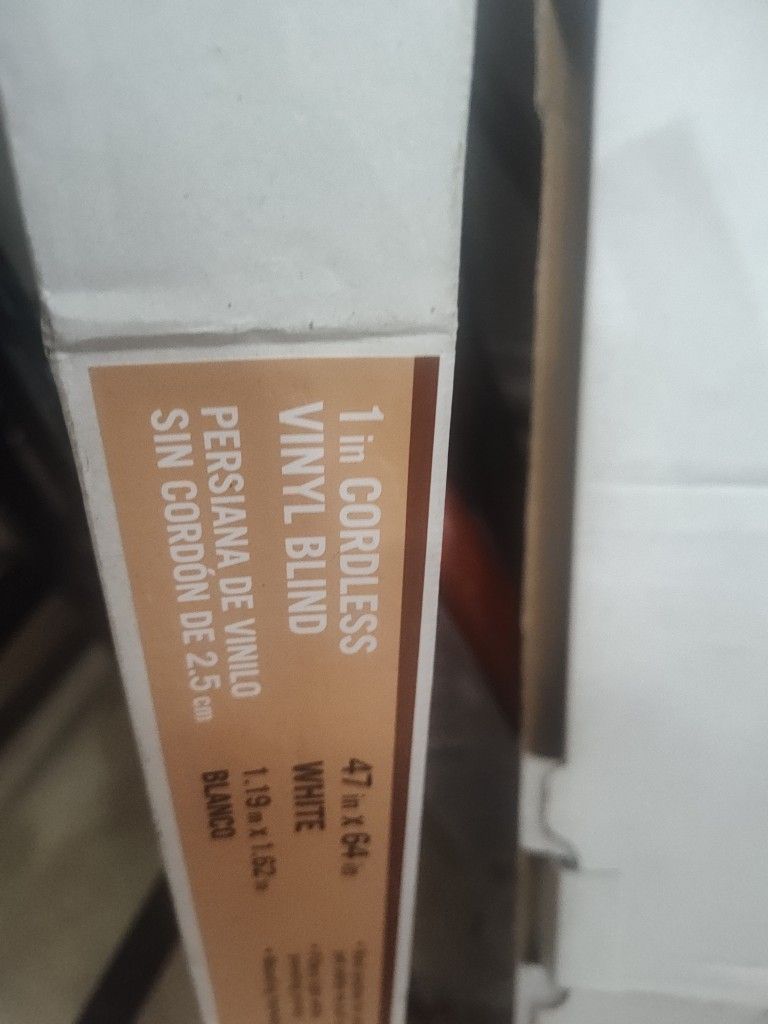 1 in CORDLESS
VINYL BLIND
PERSIANA DE VINILO
SIN CORDÓN DE 2.5 cm
47 in x 64 in
WHITE
1.19 m x 1.62 m
BLANCO